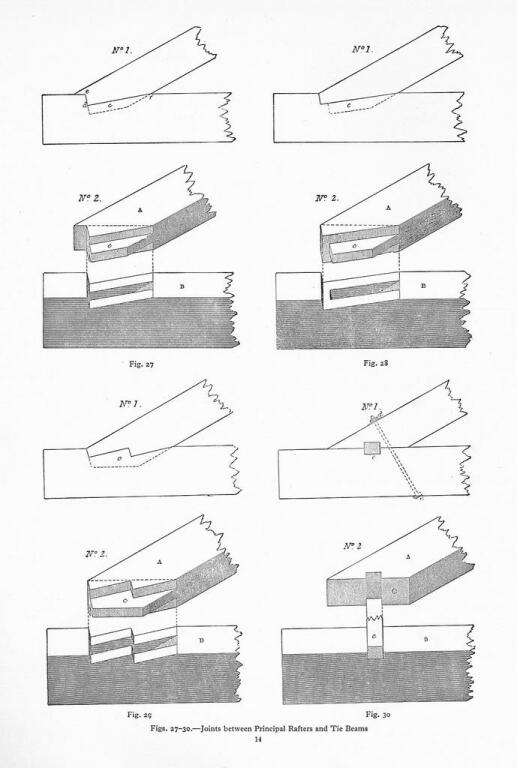 Nº 1.
Nº 1.
e
d
c
f
c
Nº 2.
A
C
B
Nº 2.
A
C
B
Fig. 27
Fig. 28
Nº 1.
c
Nº 1
c
Nº 2.
A
C
B
Nº 2
A
C
C
B
Fig. 29
Fig. 30
Figs. 27-30.—Joints between Principal Rafters and Tie Beams
14